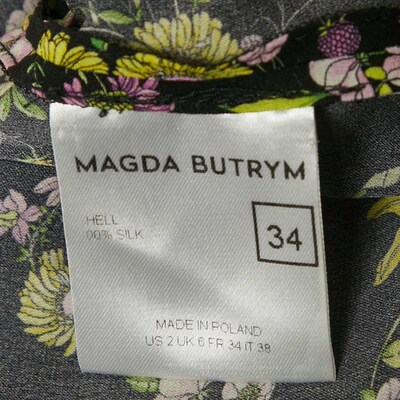 MAGDA BUTRYM
HELL
00% SILK
34
MADE IN POLAND
US 2 UK 6 FR 34 IT 38